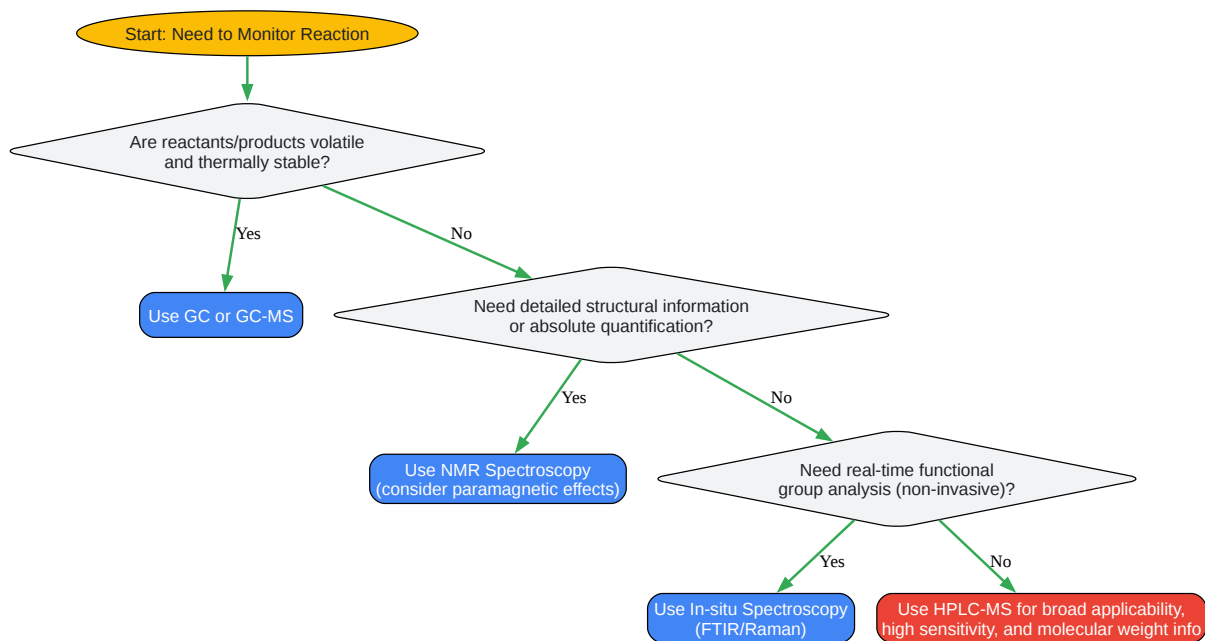 Start: Need to Monitor Reaction
Are reactants/products volatile
and thermally stable?
Yes
No
Use GC or GC-MS
Need detailed structural information
or absolute quantification?
Yes
No
Use NMR Spectroscopy
(consider paramagnetic effects)
Need real-time functional
group analysis (non-invasive)?
Yes
No
Use In-situ Spectroscopy
(FTIR/Raman)
Use HPLC-MS for broad applicability,
high sensitivity, and molecular weight info